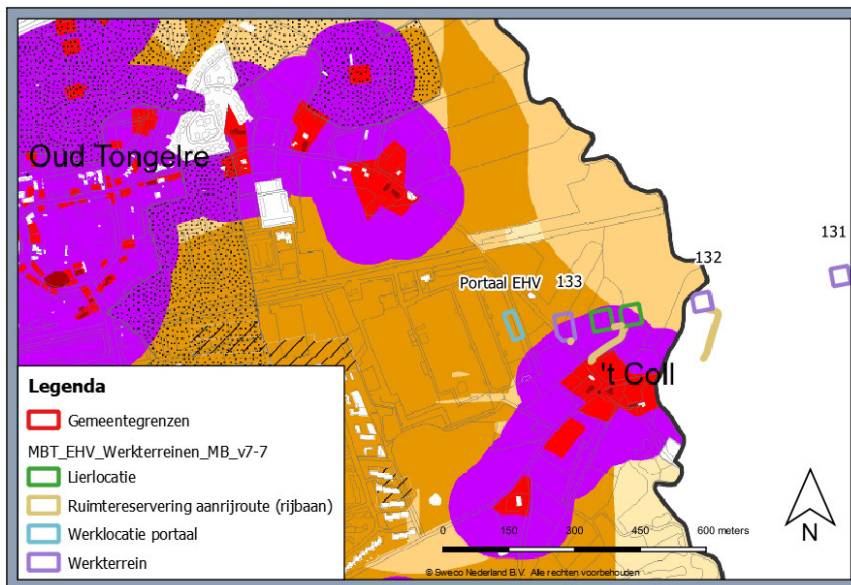 Oud Tongelre
131
132
Portaal EHV 133
't Coll
Legenda
Gemeentegrenzen
MBT_EHV_Werkterreinen_MB_v7-7
Lierlocatie
Ruimtereservering aanrijroute (rijbaan)
Werklocatie portaal
Werkterrein
0 150 300 450 600 meters
N
© Sweco Nederland B.V. Alle rechten voorbehouden